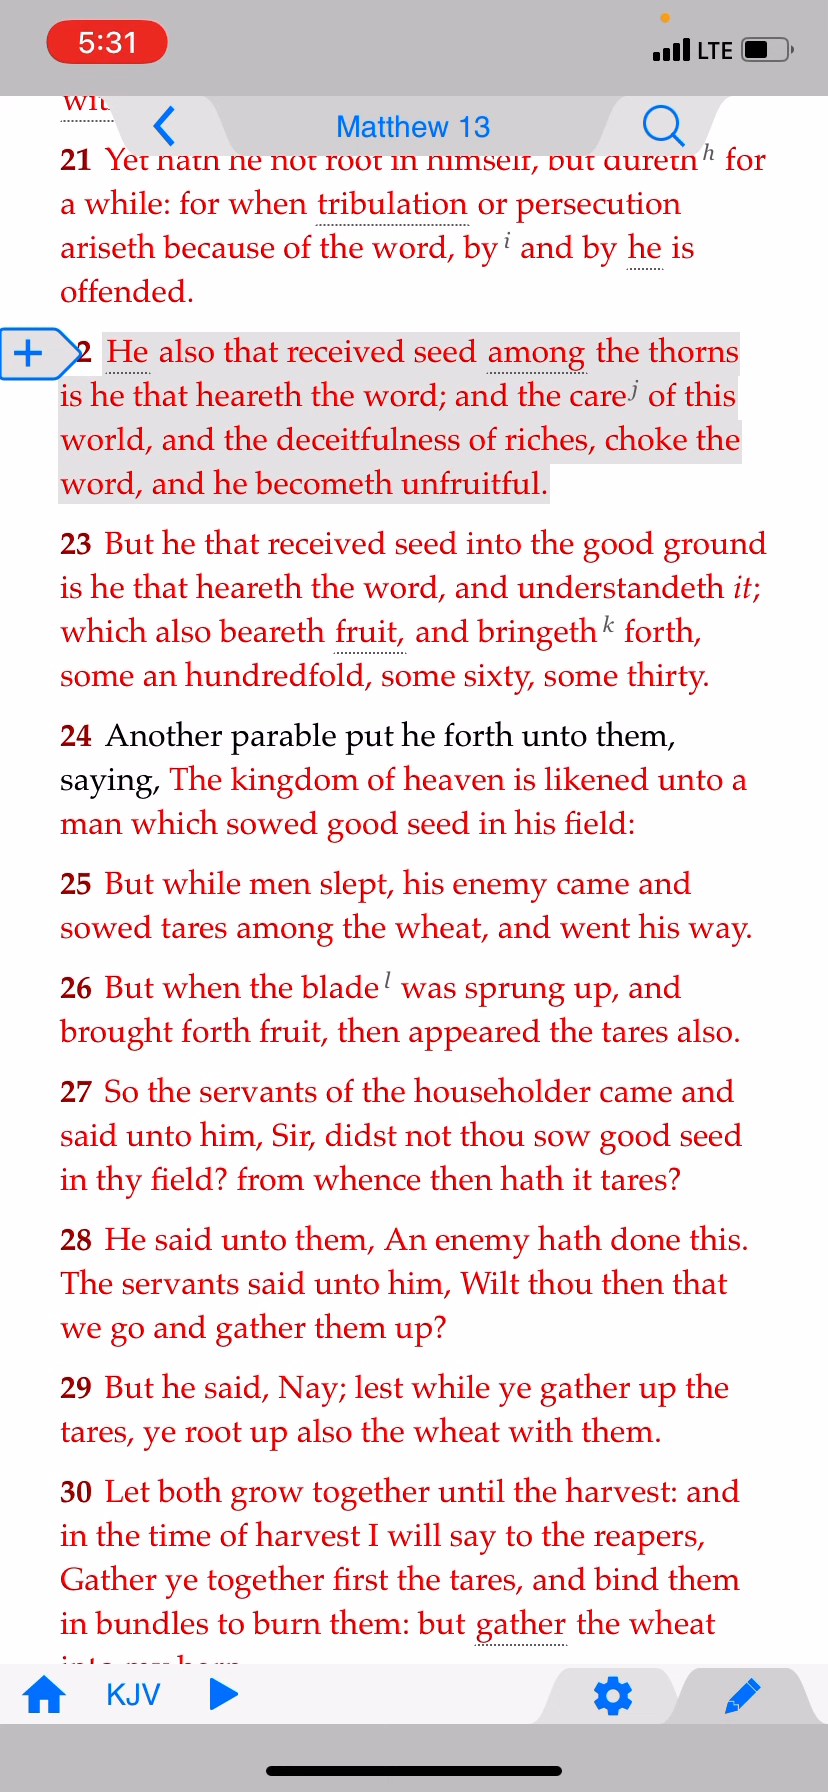 5:31
LTE
Matthew 13
21 Yet hath he not root in himself, but dureth h for
a while: for when tribulation or persecution
ariseth because of the word, by i and by he is
offended.
2 He also that received seed among the thorns
is he that heareth the word; and the care j of this
world, and the deceitfulness of riches, choke the
word, and he becometh unfruitful.
23 But he that received seed into the good ground
is he that heareth the word, and understandeth it;
which also beareth fruit, and bringeth k forth,
some an hundredfold, some sixty, some thirty.
24 Another parable put he forth unto them,
saying, The kingdom of heaven is likened unto a
man which sowed good seed in his field:
25 But while men slept, his enemy came and
sowed tares among the wheat, and went his way.
26 But when the blade l was sprung up, and
brought forth fruit, then appeared the tares also.
27 So the servants of the householder came and
said unto him, Sir, didst not thou sow good seed
in thy field? from whence then hath it tares?
28 He said unto them, An enemy hath done this.
The servants said unto him, Wilt thou then that
we go and gather them up?
29 But he said, Nay; lest while ye gather up the
tares, ye root up also the wheat with them.
30 Let both grow together until the harvest: and
in the time of harvest I will say to the reapers,
Gather ye together first the tares, and bind them
in bundles to burn them: but gather the wheat
KJV